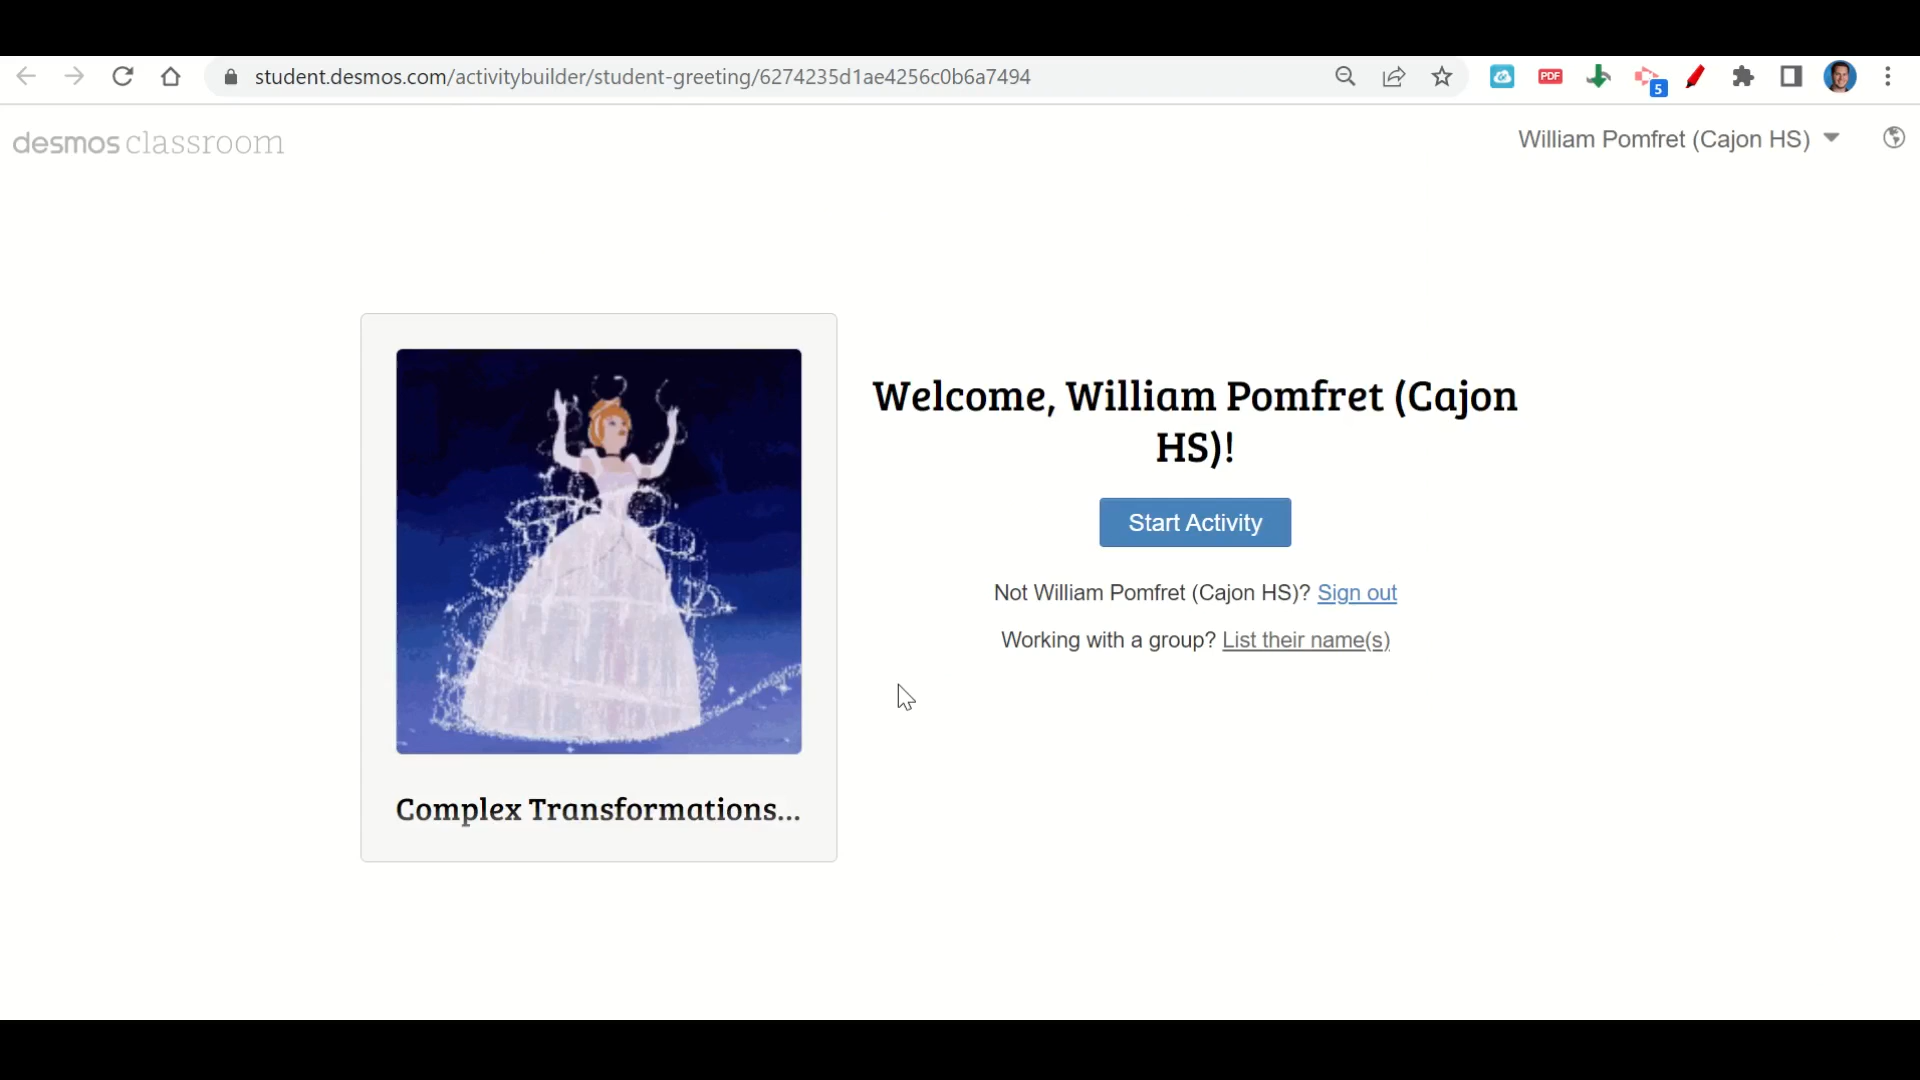 student.desmos.com/activitybuilder/student-greeting/6274235d1ae4256c0b6a7494
PDF
5
desmos classroom
William Pomfret (Cajon HS)
Welcome, William Pomfret (Cajon
HS)!
Start Activity
Not William Pomfret (Cajon HS)? Sign out
Working with a group? List their name(s)
Complex Transformations...